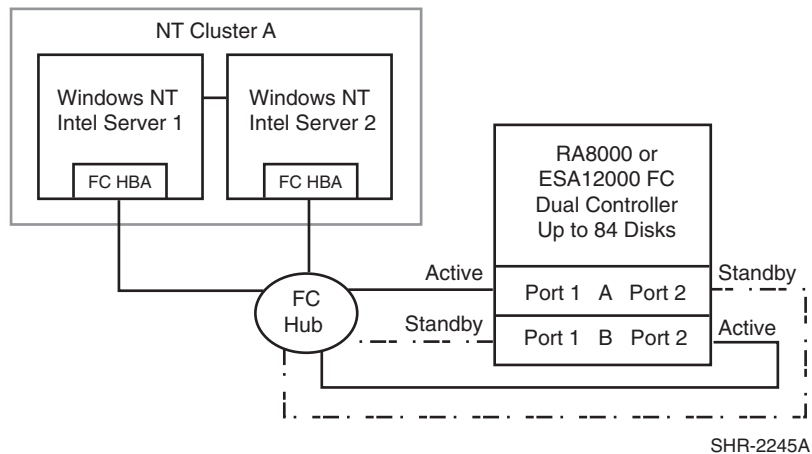 NT Cluster A
Windows NT
Intel Server 1
Windows NT
Intel Server 2
FC HBA
FC HBA
RA8000 or
ESA12000 FC
Dual Controller
Up to 84 Disks
Active
Standby
Port 1 A Port 2
FC
Hub
Standby
Active
Port 1 B Port 2
SHR-2245A